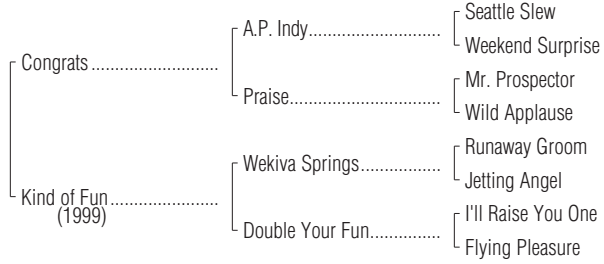 Seattle Slew
A.P. Indy
Weekend Surprise
Congrats
Mr. Prospector
Praise
Wild Applause
Runaway Groom
Wekiva Springs
Jetting Angel
Kind of Fun
(1999)
I'll Raise You One
Double Your Fun
Flying Pleasure